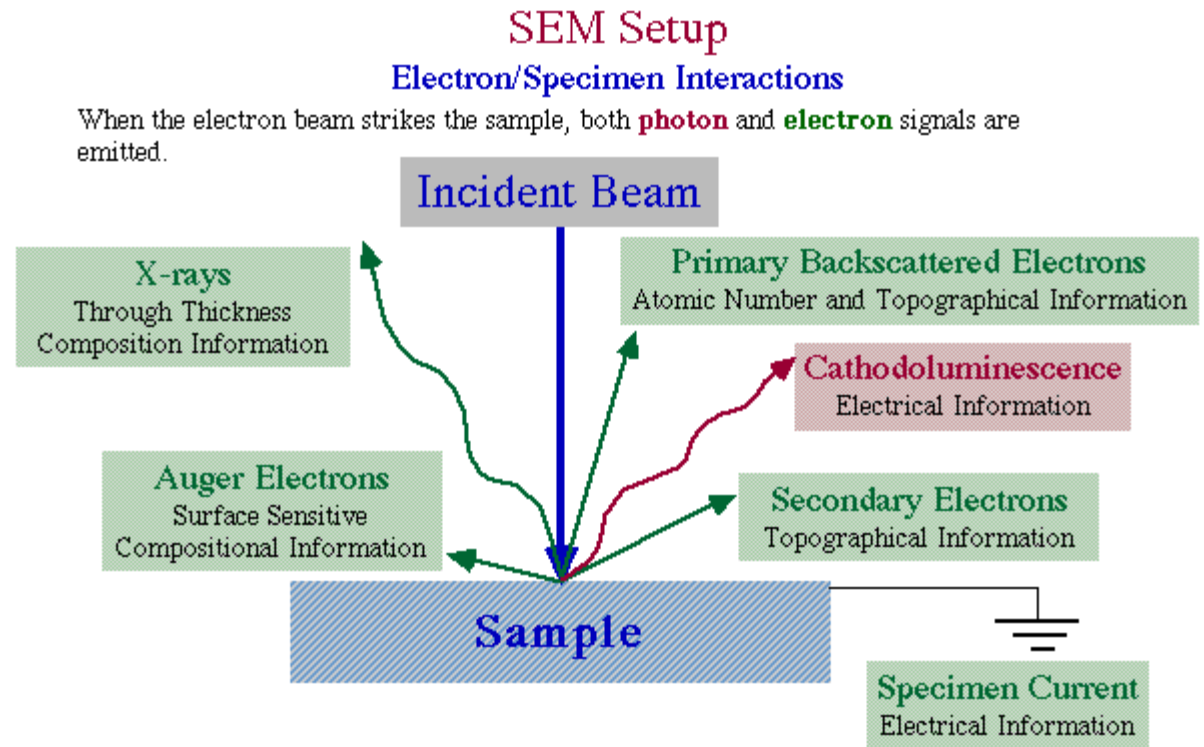 SEM Setup
Electron/Specimen Interactions
When the electron beam strikes the sample, both photon and electron signals are
emitted.
Incident Beam
X-rays
Through Thickness
Composition Information
Primary Backscattered Electrons
Atomic Number and Topographical Information
Cathodoluminescence
Electrical Information
Auger Electrons
Surface Sensitive
Compositional Information
Secondary Electrons
Topographical Information
Sample
Specimen Current
Electrical Information